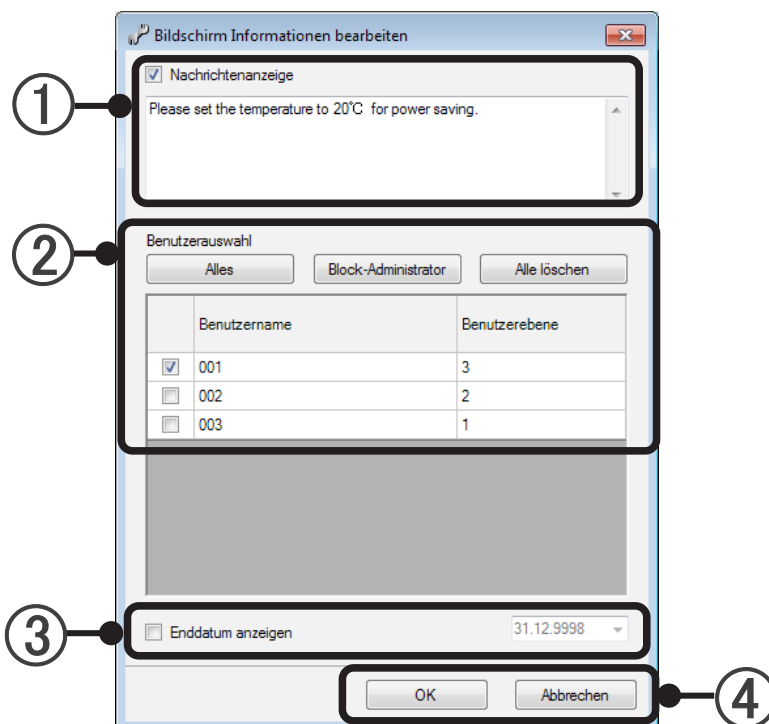 Bildschirm Informationen bearbeiten
① Nachrichtenanzeige
Please set the temperature to 20℃ for power saving.
② Benutzerauswahl
Alles Block-Administrator Alle löschen
Benutzername Benutzerebene
001 3
002 2
003 1
③ Enddatum anzeigen 31.12.9998
OK Abbrechen ④